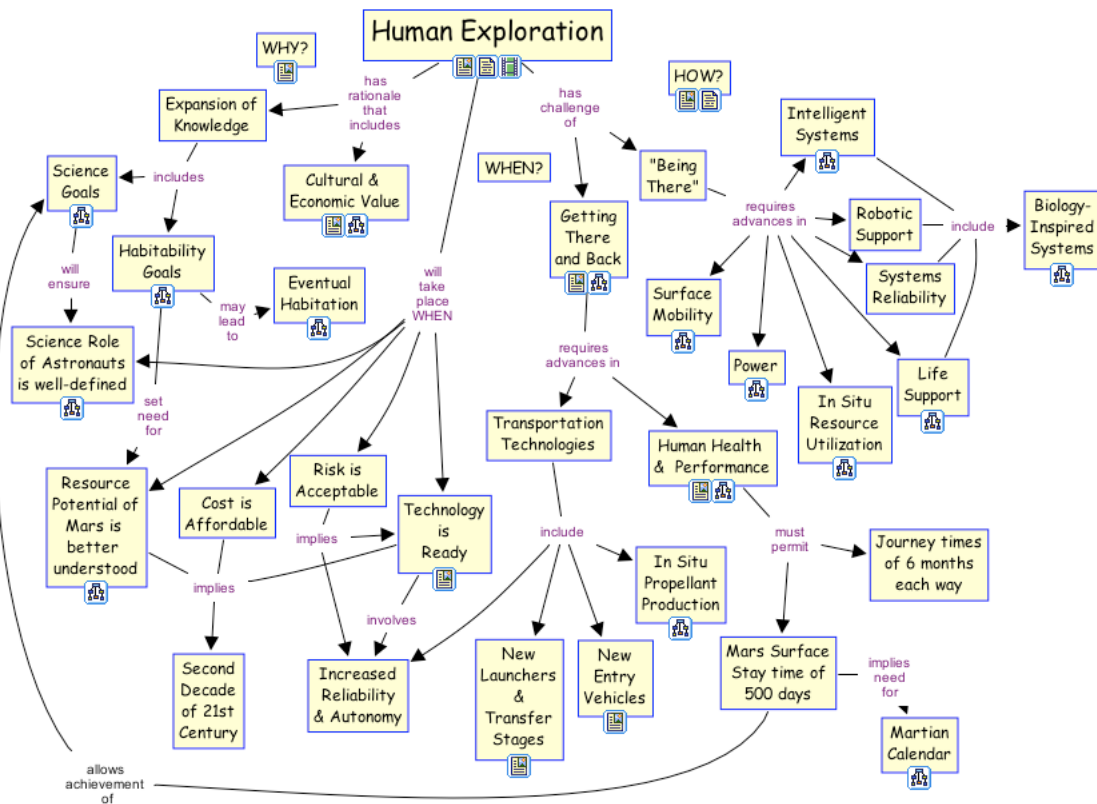 Human Exploration
WHY?
HOW?
WHEN?
has
rationale
that
includes
has
challenge
of
Expansion of
Knowledge
Intelligent
Systems
Science
Goals
includes
Cultural &
Economic Value
"Being
There"
Getting
There
and Back
requires
advances in
Robotic
Support
include
Biology-
Inspired
Systems
Systems
Reliability
Habitability
Goals
will
ensure
may
lead
to
Eventual
Habitation
will
take
place
WHEN
Surface
Mobility
Power
In Situ
Resource
Utilization
Life
Support
Science Role
of Astronauts
is well-defined
set
need
for
requires
advances in
Transportation
Technologies
Human Health
& Performance
Resource
Potential of
Mars is
better
understood
Cost is
Affordable
Risk is
Acceptable
Technology
is
Ready
implies
implies
involves
include
In Situ
Propellant
Production
must
permit
Journey times
of 6 months
each way
Second
Decade
of 21st
Century
Increased
Reliability
& Autonomy
New
Launchers
&
Transfer
Stages
New
Entry
Vehicles
Mars Surface
Stay time of
500 days
implies
need
for
Martian
Calendar
allows
achievement
of